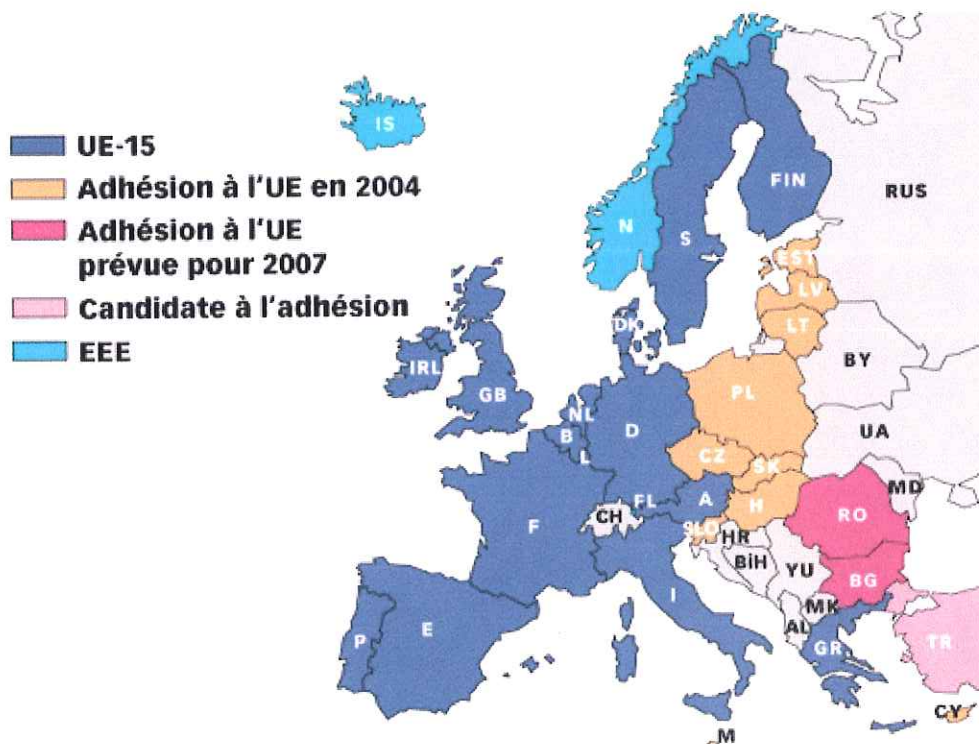 UE-15
Adhésion à l'UE en 2004
Adhésion à l'UE
prévue pour 2007
Candidate à l'adhésion
EEE
IS
N
S
FIN
RUS
EST
LV
LT
DK
BY
IRL
GB
NL
B
L
D
PL
UA
CZ
SK
FL
A
H
MD
CH
F
SLO
HR
BiH
YU
RO
BG
MK
AL
I
P
E
GR
TR
CY
M